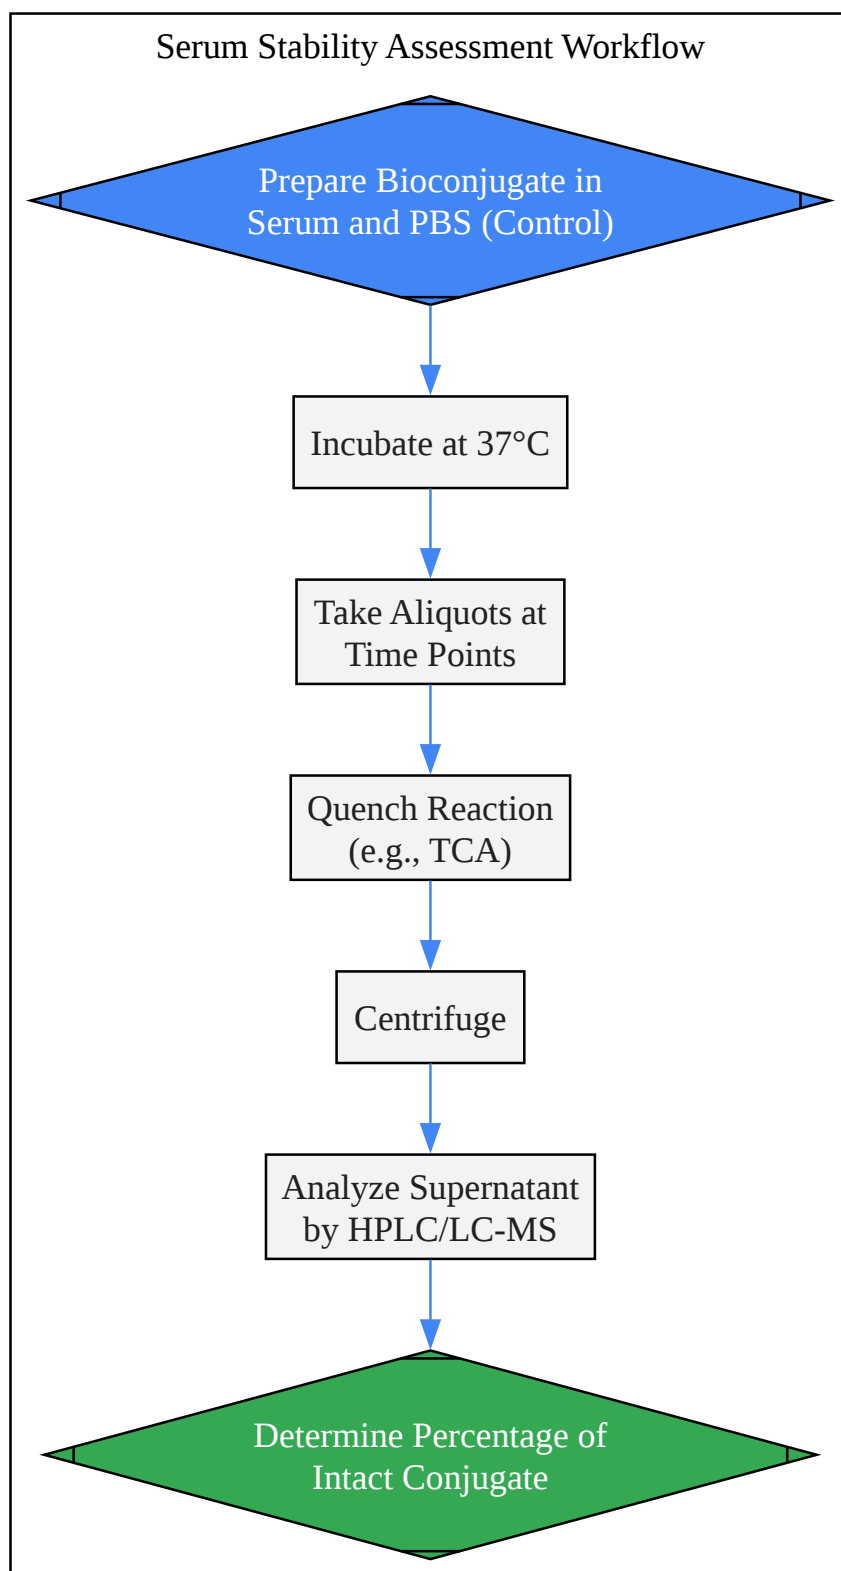 Serum Stability Assessment Workflow
Prepare Bioconjugate in
Serum and PBS (Control)
Incubate at 37°C
Take Aliquots at
Time Points
Quench Reaction
(e.g., TCA)
Centrifuge
Analyze Supernatant
by HPLC/LC-MS
Determine Percentage of
Intact Conjugate